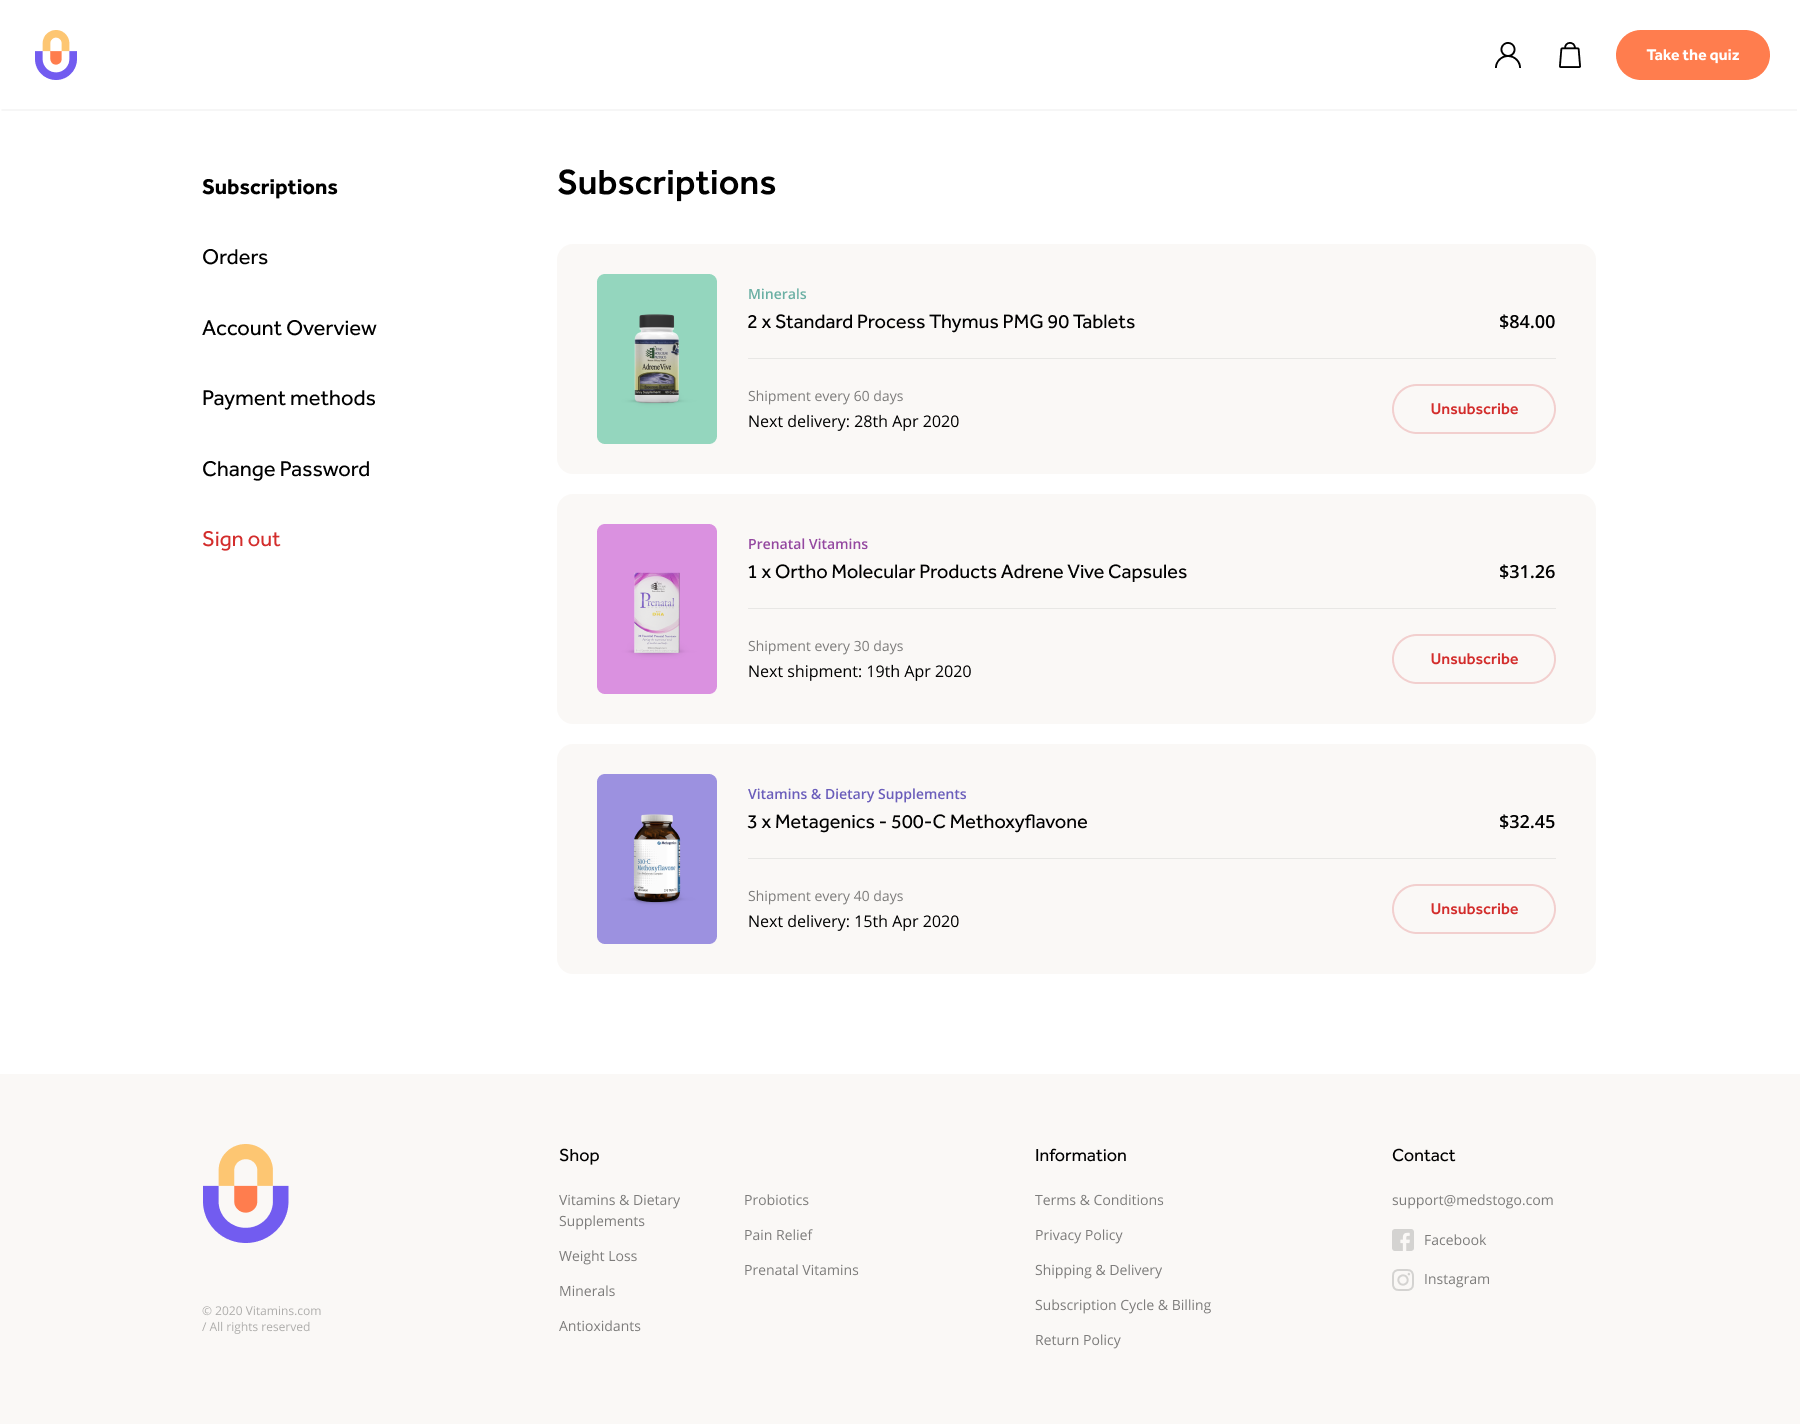 Take the quiz
Subscriptions
Orders
Account Overview
Payment methods
Change Password
Sign out
Subscriptions
Minerals
2 x Standard Process Thymus PMG 90 Tablets
$84.00
Shipment every 60 days
Next delivery: 28th Apr 2020
Unsubscribe
AdreneVive
Prenatal Vitamins
1 x Ortho Molecular Products Adrene Vive Capsules
$31.26
Shipment every 30 days
Next shipment: 19th Apr 2020
Unsubscribe
Prenatal
Vitamins & Dietary Supplements
3 x Metagenics - 500-C Methoxyflavone
$32.45
Shipment every 40 days
Next delivery: 15th Apr 2020
Unsubscribe
Metagenics
500-C
Methoxyflavone
© 2020 Vitamins.com
/ All rights reserved
Shop
Vitamins & Dietary
Supplements
Weight Loss
Minerals
Antioxidants
Probiotics
Pain Relief
Prenatal Vitamins
Information
Terms & Conditions
Privacy Policy
Shipping & Delivery
Subscription Cycle & Billing
Return Policy
Contact
support@medstogo.com
Facebook
Instagram